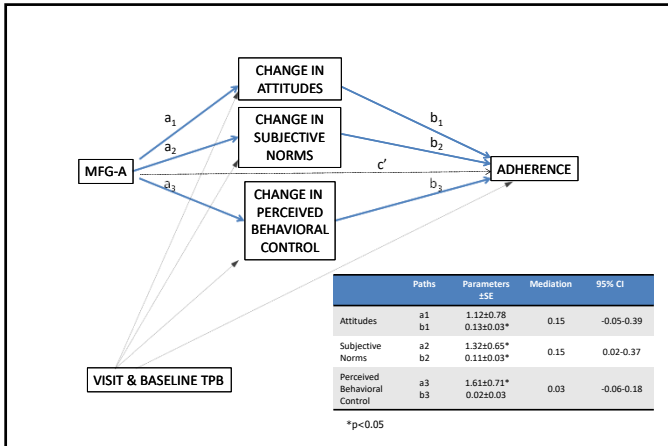 CHANGE IN
ATTITUDES
a1
b1
a2
CHANGE IN
SUBJECTIVE
NORMS
b2
c’
MFG-A
ADHERENCE
a3
b3
CHANGE IN
PERCEIVED
BEHAVIORAL
CONTROL
VISIT & BASELINE TPB
Paths Parameters Mediation 95% CI
±SE
Attitudes a1 1.12±0.78 0.15 -0.05-0.39
b1 0.13±0.03*
Subjective a2 1.32±0.65* 0.15 0.02-0.37
Norms b2 0.11±0.03*
Perceived a3 1.61±0.71* 0.03 -0.06-0.18
Behavioral b3 0.02±0.03
Control
*p<0.05